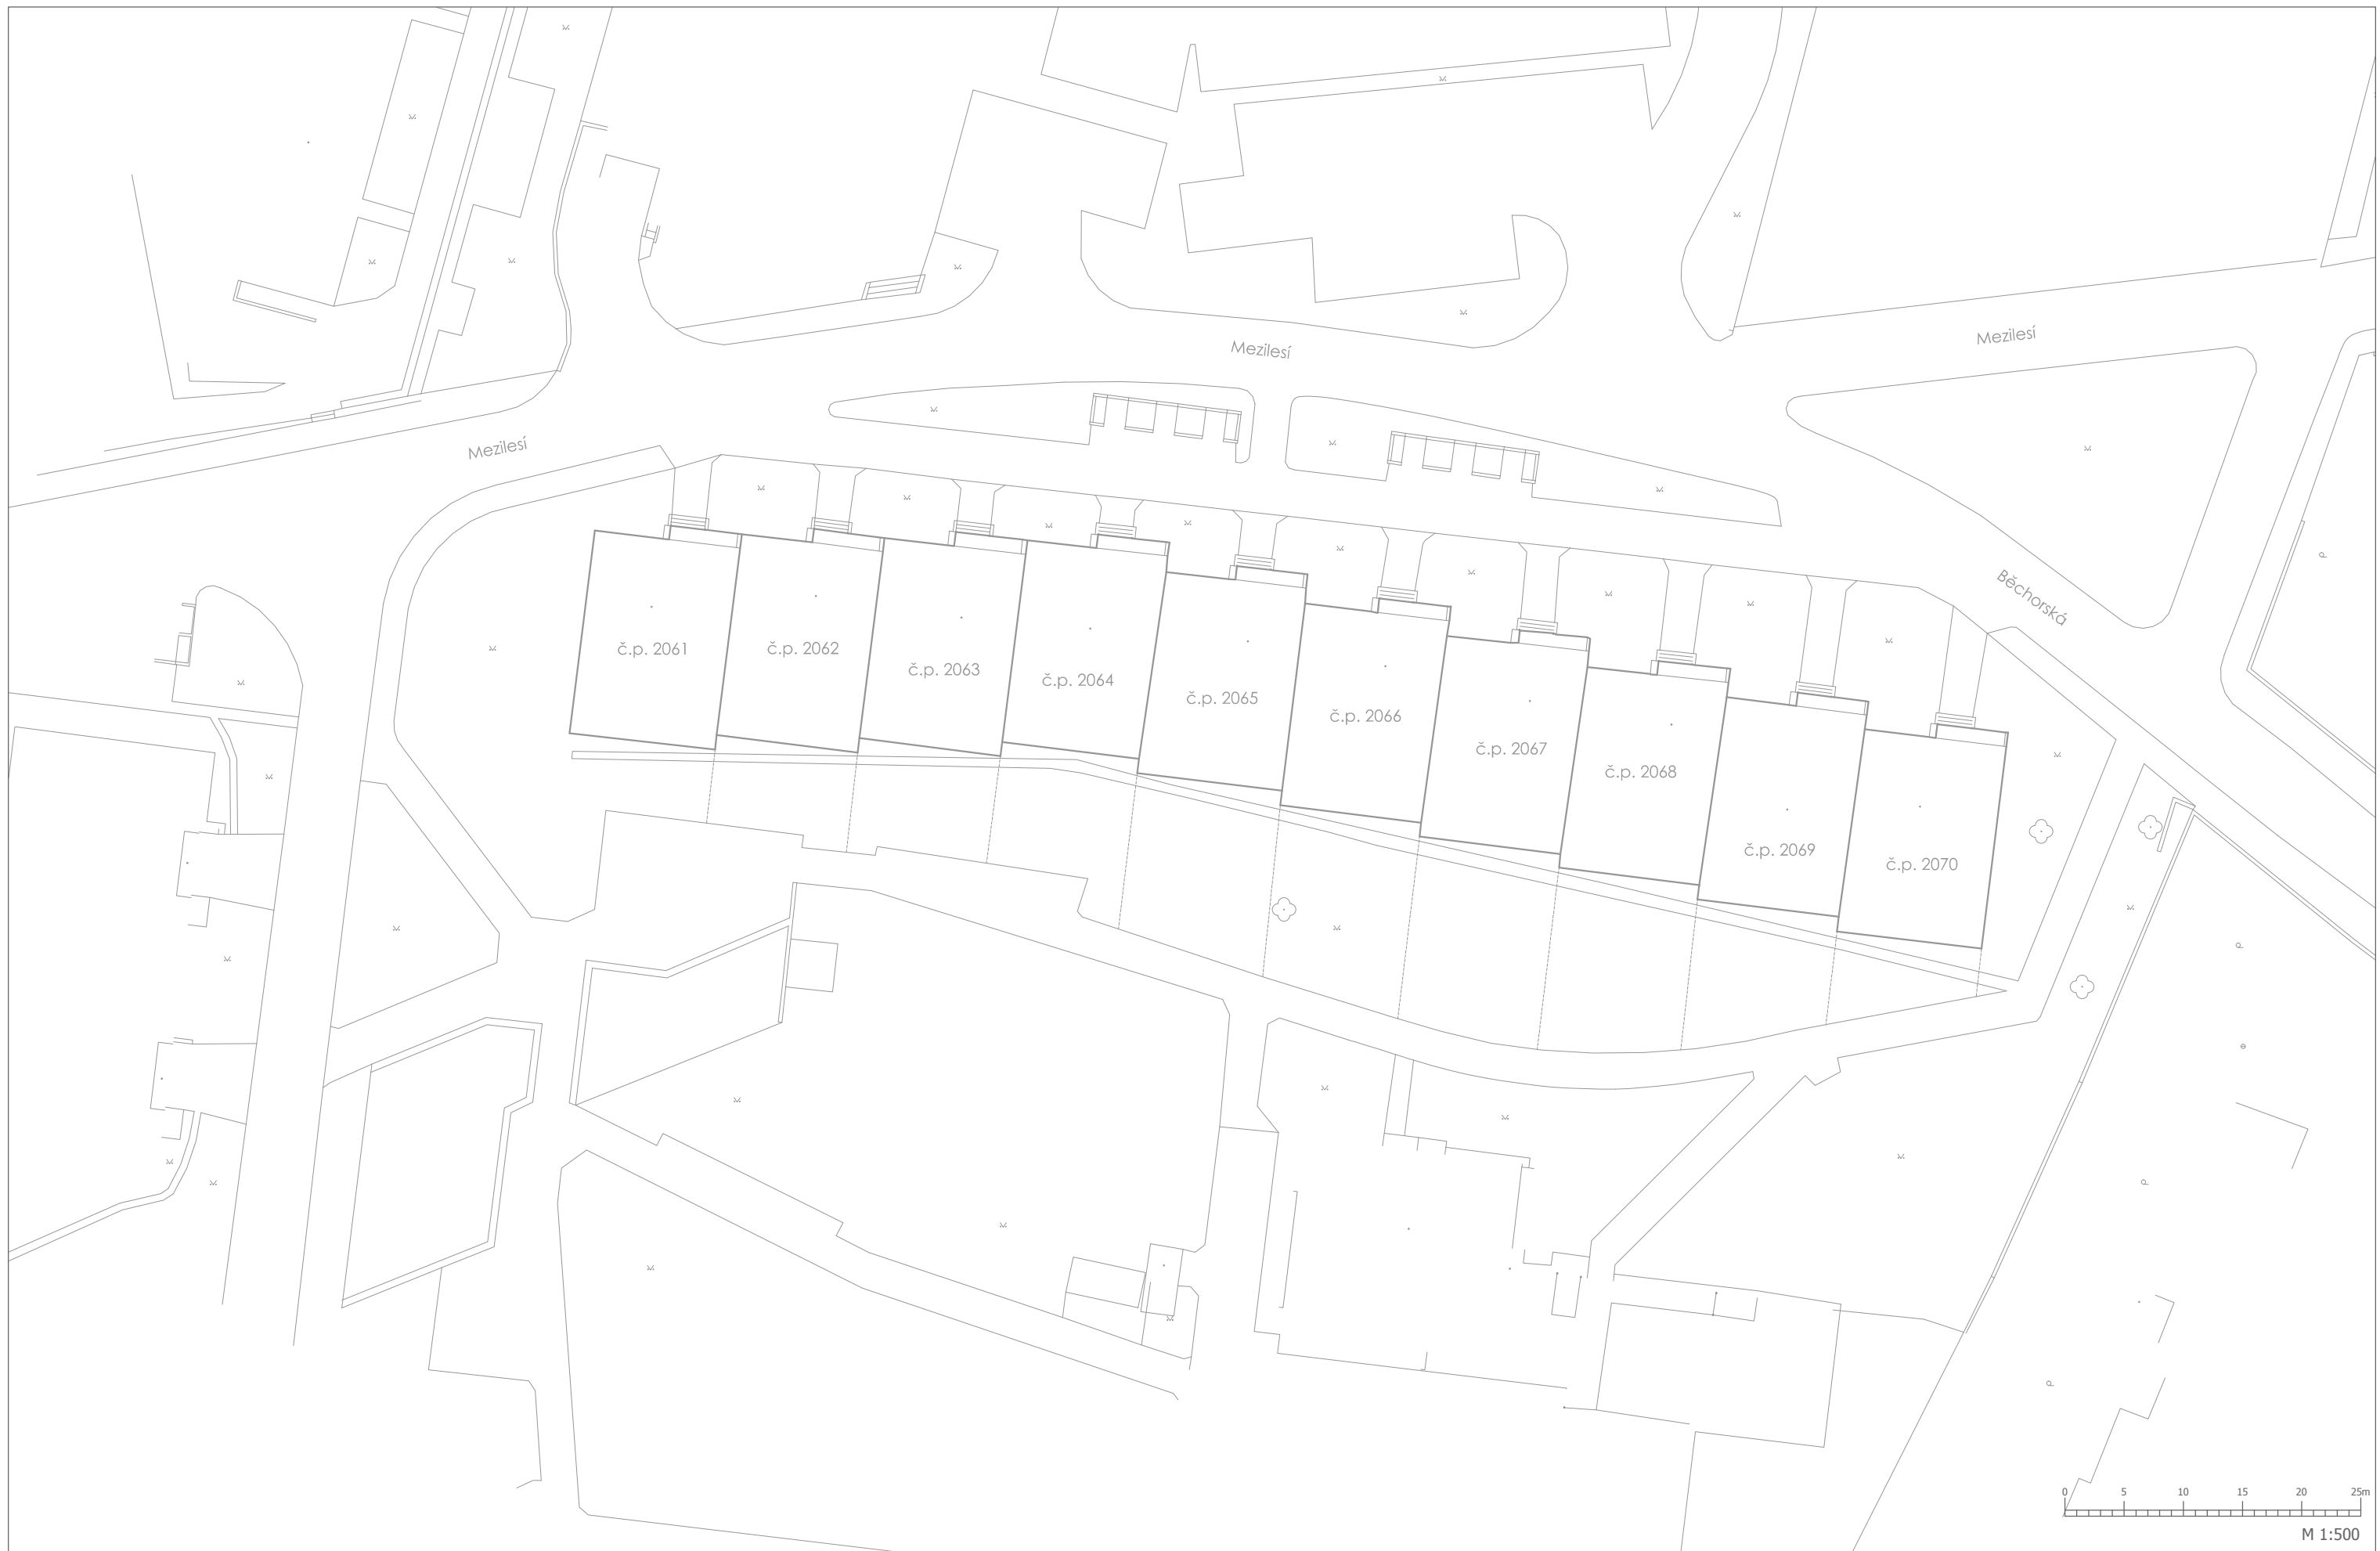 Mezilesí
Mezilesí
Mezilesí
Běchorská
č.p. 2061
č.p. 2062
č.p. 2063
č.p. 2064
č.p. 2065
č.p. 2066
č.p. 2067
č.p. 2068
č.p. 2069
č.p. 2070
0 5 10 15 20 25m
M 1:500